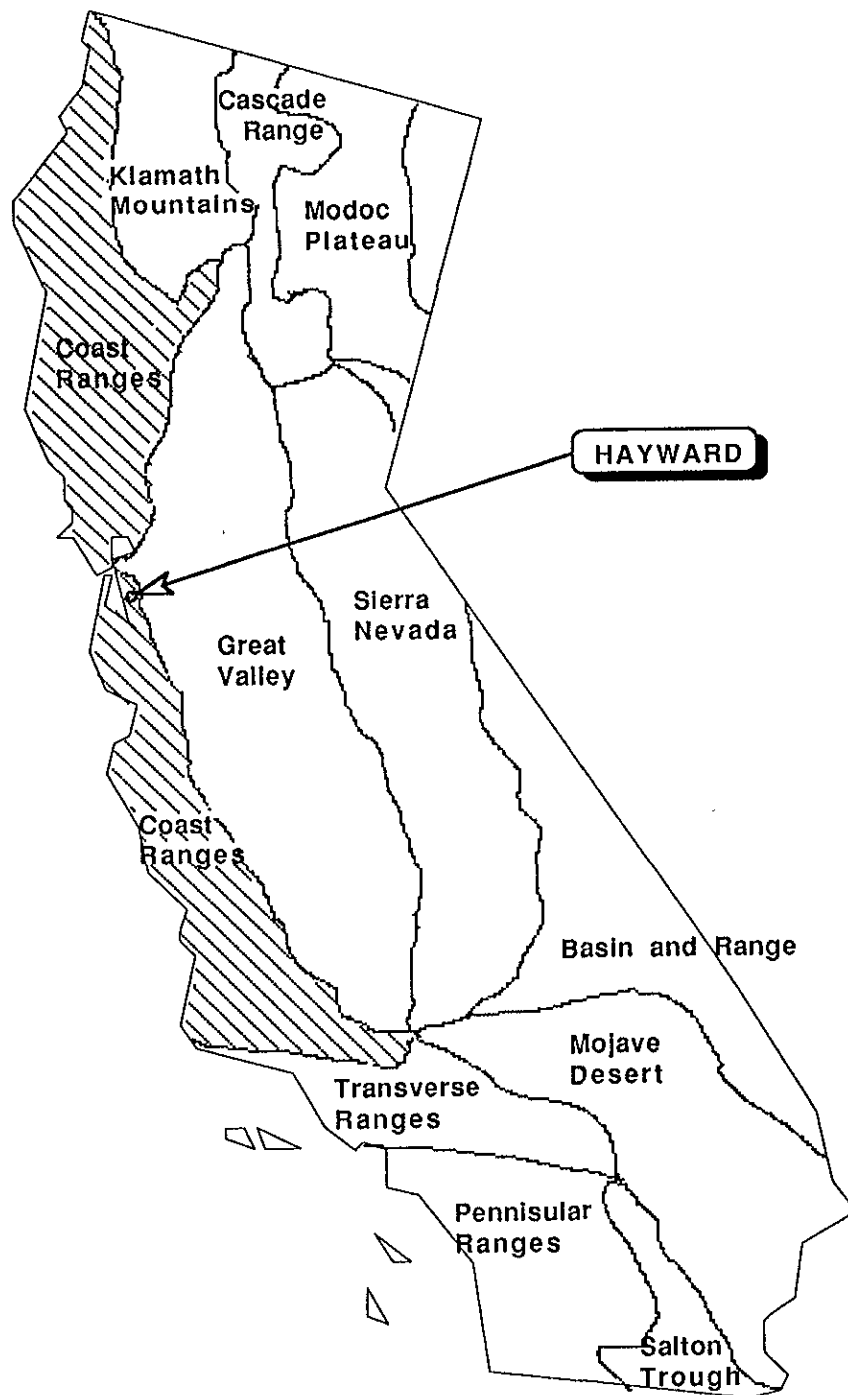 Cascade
Range
Klamath
Mountains
Modoc
Plateau
Coast
Ranges
HAYWARD
Sierra
Nevada
Great
Valley
Coast
Ranges
Basin and Range
Mojave
Desert
Transverse
Ranges
Pennisular
Ranges
Salton
Trough